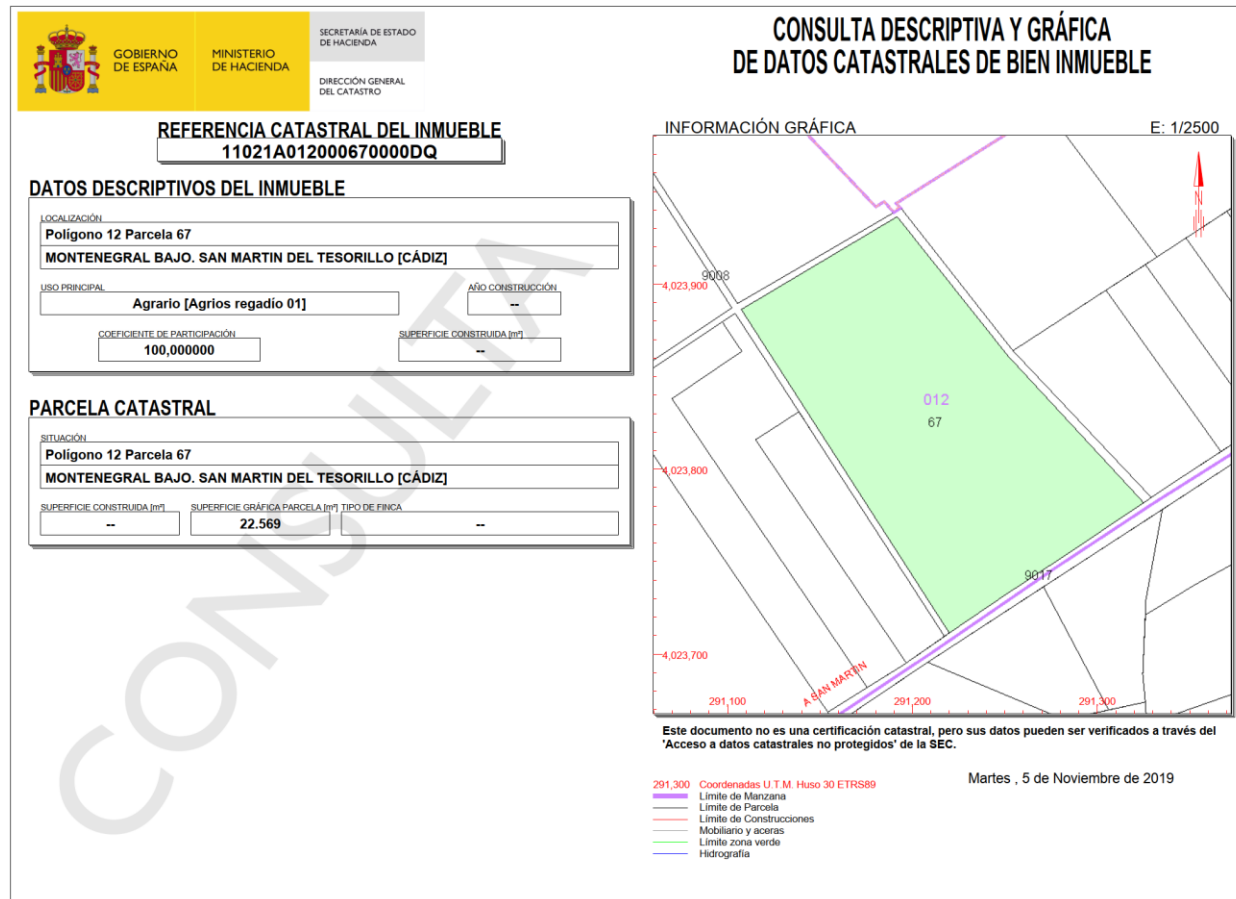 GOBIERNO
DE ESPAÑA
MINISTERIO
DE HACIENDA
SECRETARÍA DE ESTADO
DE HACIENDA
DIRECCIÓN GENERAL
DEL CATASTRO
CONSULTA DESCRIPTIVA Y GRÁFICA
DE DATOS CATASTRALES DE BIEN INMUEBLE
REFERENCIA CATASTRAL DEL INMUEBLE
11021A012000670000DQ
DATOS DESCRIPTIVOS DEL INMUEBLE
LOCALIZACIÓN
Polígono 12 Parcela 67
MONTENEGRAL BAJO. SAN MARTIN DEL TESORILLO [CÁDIZ]
USO PRINCIPAL
Agrario [Agrios regadío 01]
AÑO CONSTRUCCIÓN
--
COEFICIENTE DE PARTICIPACIÓN
100,000000
SUPERFICIE CONSTRUIDA [m²]
--
PARCELA CATASTRAL
SITUACIÓN
Polígono 12 Parcela 67
MONTENEGRAL BAJO. SAN MARTIN DEL TESORILLO [CÁDIZ]
SUPERFICIE CONSTRUIDA [m²]
--
SUPERFICIE GRÁFICA PARCELA [m²]
22.569
TIPO DE FINCA
--
CONSULTA
INFORMACIÓN GRÁFICA
E: 1/2500
N
9008
4,023,900
012
67
4,023,800
9017
4,023,700
A SAN MARTIN
291,100
291,200
291,300
Este documento no es una certificación catastral, pero sus datos pueden ser verificados a través del
'Acceso a datos catastrales no protegidos' de la SEC.
Martes , 5 de Noviembre de 2019
291,300 Coordenadas U.T.M. Huso 30 ETRS89
Límite de Manzana
Límite de Parcela
Límite de Construcciones
Mobiliario y aceras
Límite zona verde
Hidrografía